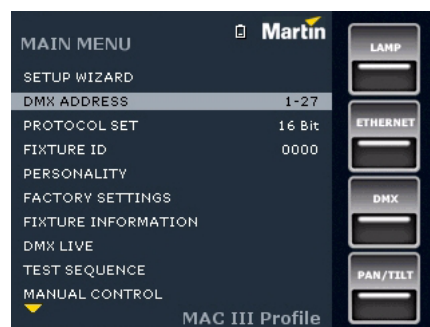 Martin
MAIN MENU
LAMP
SETUP WIZARD
DMX ADDRESS 1-27
PROTOCOL SET 16 Bit
ETHERNET
FIXTURE ID 0000
PERSONALITY
FACTORY SETTINGS
DMX
FIXTURE INFORMATION
DMX LIVE
TEST SEQUENCE
PAN/TILT
MANUAL CONTROL
MAC III Profile